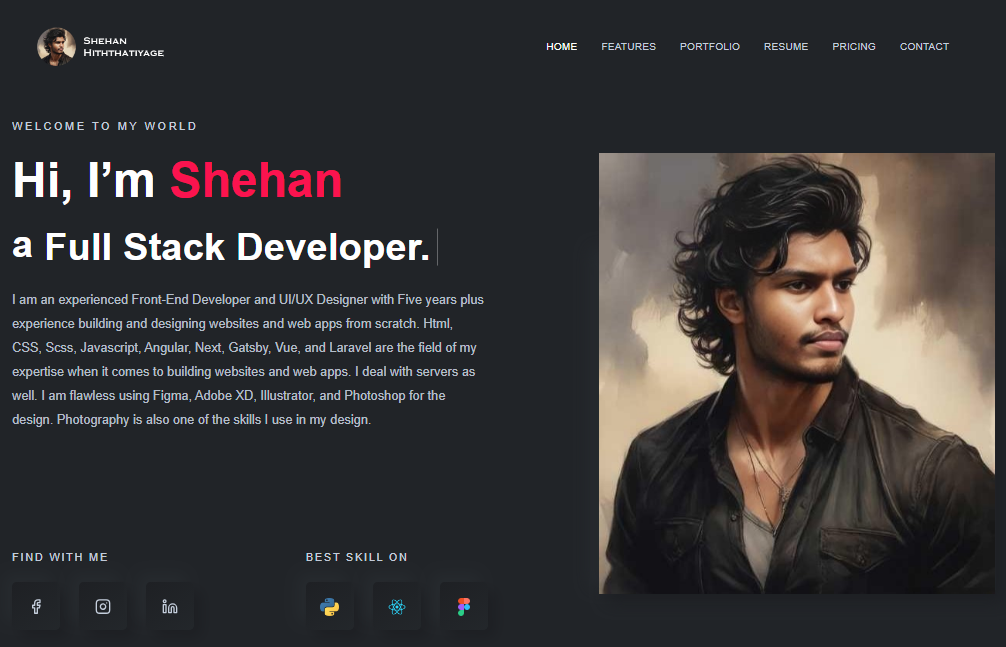 SHEHAN
HITHTHATIYAGE
HOME FEATURES PORTFOLIO RESUME PRICING CONTACT
WELCOME TO MY WORLD
Hi, I’m Shehan
a Full Stack Developer.
I am an experienced Front-End Developer and UI/UX Designer with Five years plus
experience building and designing websites and web apps from scratch. Html,
CSS, Scss, Javascript, Angular, Next, Gatsby, Vue, and Laravel are the field of my
expertise when it comes to building websites and web apps. I deal with servers as
well. I am flawless using Figma, Adobe XD, Illustrator, and Photoshop for the
design. Photography is also one of the skills I use in my design.
FIND WITH ME
BEST SKILL ON